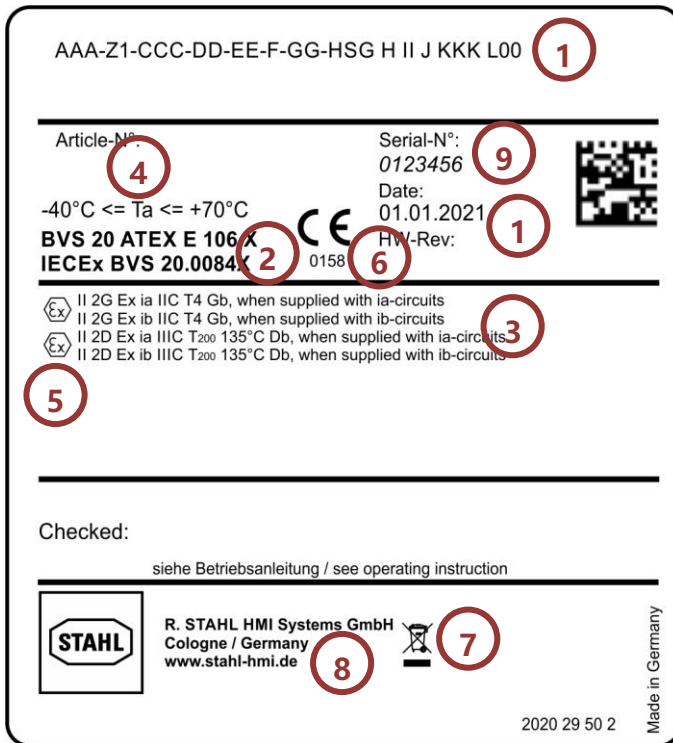 AAA-Z1-CCC-DD-EE-F-GG-HSG H II J KKK L00
1
Article-N°:
4
Serial-N°:
0123456
9
Date:
01.01.2021
1
HW-Rev:
-40°C <= Ta <= +70°C
BVS 20 ATEX E 106 X
IECEx BVS 20.0084X
2
CE
0158
6
Ex II 2G Ex ia IIC T4 Gb, when supplied with ia-circuits
II 2G Ex ib IIC T4 Gb, when supplied with ib-circuits
Ex II 2D Ex ia IIIC T200 135°C Db, when supplied with ia-circuits
II 2D Ex ib IIIC T200 135°C Db, when supplied with ib-circuits
3
5
Checked:
siehe Betriebsanleitung / see operating instruction
STAHL
R. STAHL HMI Systems GmbH
Cologne / Germany
www.stahl-hmi.de
8
7
2020 29 50 2
Made in Germany